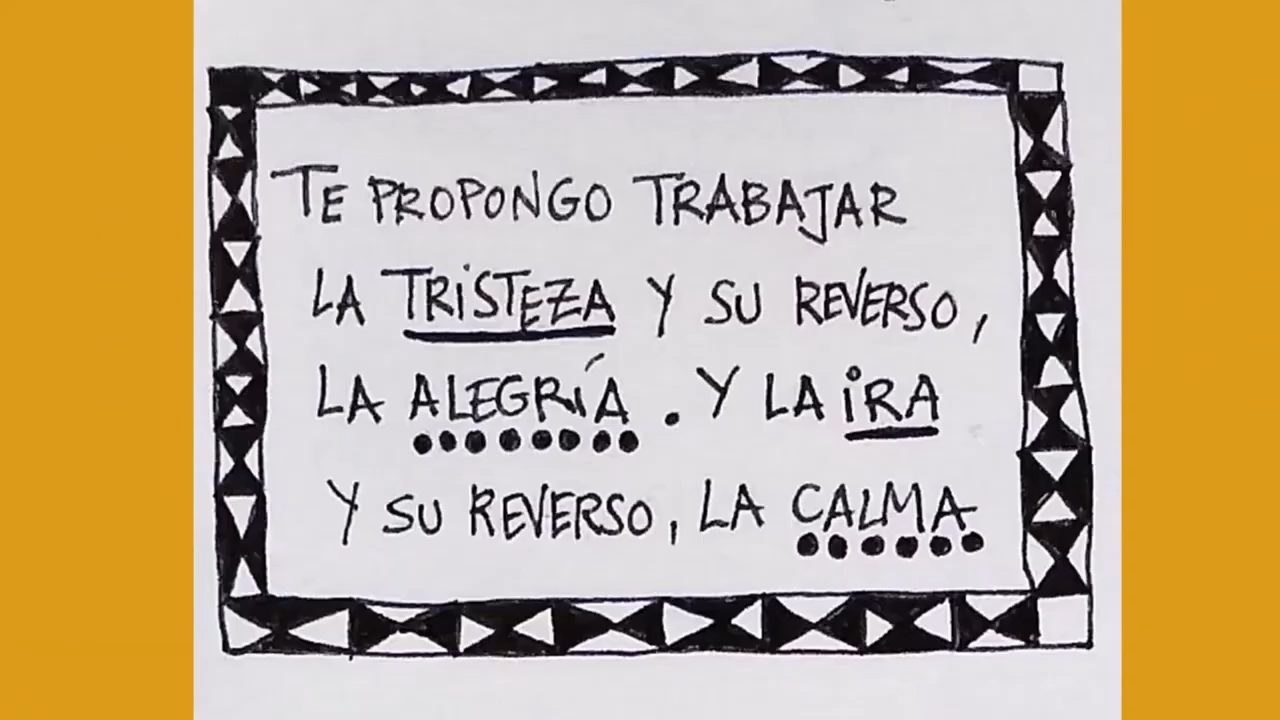 TE PROPONGO TRABAJAR
LA TRiSTEZA Y SU REVERSO,
LA ALEGRÍA. Y LA iRA
Y SU REVERSO, LA CALMA